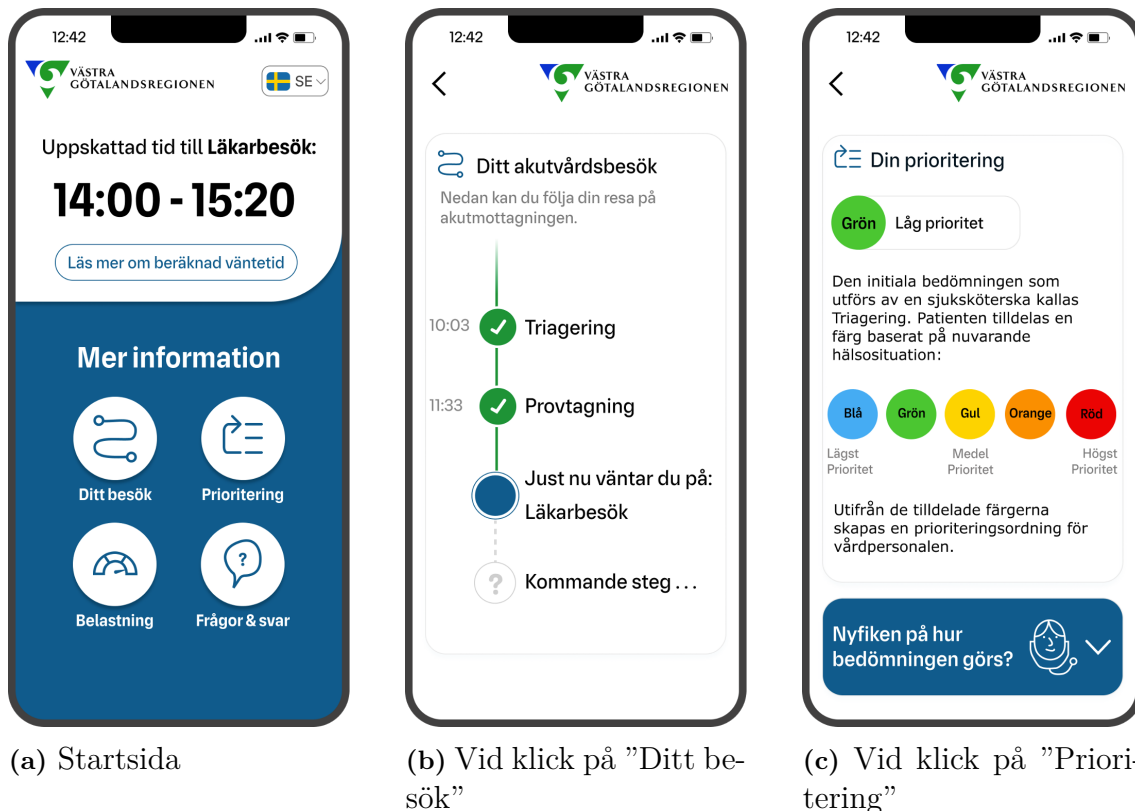 12:42
VÄSTRA
GÖTALANDSREGIONEN
SE
Uppskattad tid till Läkarbesök:
14:00 - 15:20
Läs mer om beräknad väntetid
Mer information
Ditt besök
Prioritering
Belastning
Frågor & svar
(a) Startsida
12:42
VÄSTRA
GÖTALANDSREGIONEN
Ditt akutvårdsbesök
Nedan kan du följa din resa på
akutmottagningen.
10:03 Triagering
11:33 Provtagning
Just nu väntar du på:
Läkarbesök
? Kommande steg . . .
(b) Vid klick på ”Ditt be-
sök”
12:42
VÄSTRA
GÖTALANDSREGIONEN
Din prioritering
Grön Låg prioritet
Den initiala bedömningen som
utförs av en sjuksköterska kallas
Triagering. Patienten tilldelas en
färg baserat på nuvarande
hälsosituation:
Blå Grön Gul Orange Röd
Lägst
Prioritet
Medel
Prioritet
Högst
Prioritet
Utifrån de tilldelade färgerna
skapas en prioriteringsordning för
vårdpersonalen.
Nyfiken på hur
bedömningen görs?
(c) Vid klick på ”Priori-
tering”